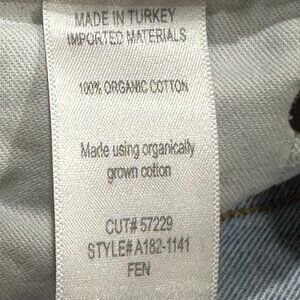 MADE IN TURKEY
IMPORTED MATERIALS
100% ORGANIC COTTON
Made using organically
grown cotton
CUT# 57229
STYLE# A182-1141
FEN